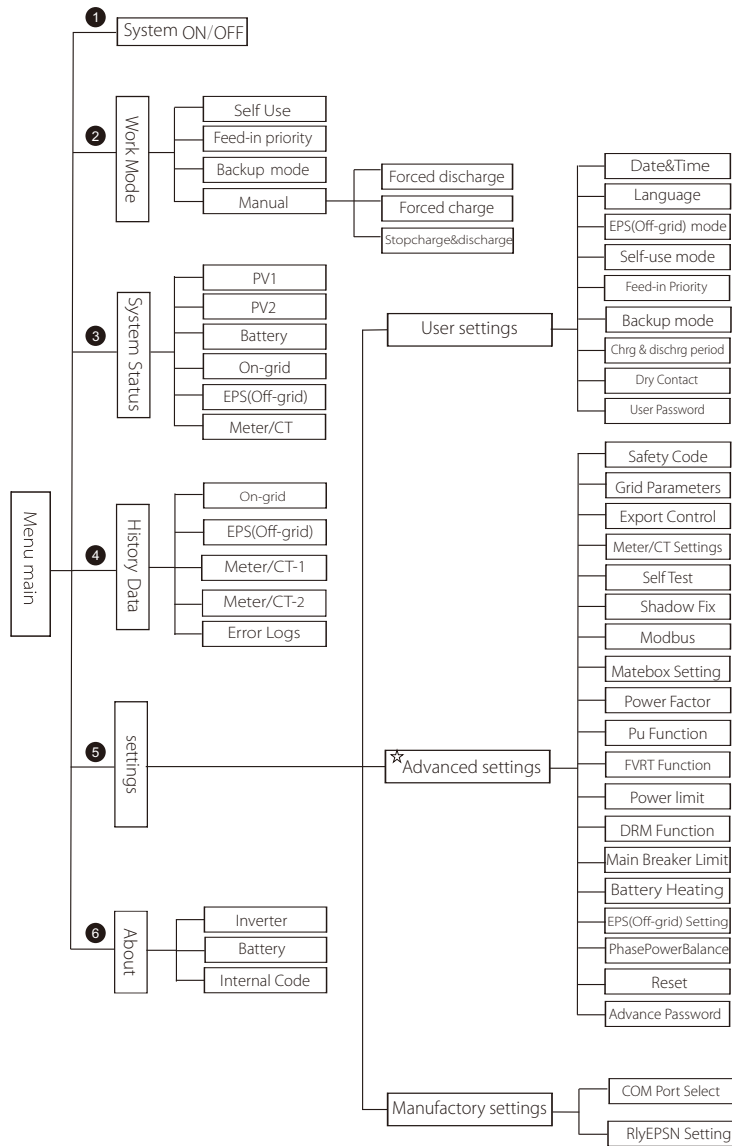 Menu main
1
System ON/OFF
2
Work Mode
Self Use
Feed-in priority
Backup mode
Manual
Forced discharge
Forced charge
Stopcharge&discharge
3
System Status
PV1
PV2
Battery
On-grid
EPS(Off-grid)
Meter/CT
4
History Data
On-grid
EPS(Off-grid)
Meter/CT-1
Meter/CT-2
Error Logs
5
settings
User settings
Date&Time
Language
EPS(Off-grid) mode
Self-use mode
Feed-in Priority
Backup mode
Chrg & dischrg period
Dry Contact
User Password
☆Advanced settings
Safety Code
Grid Parameters
Export Control
Meter/CT Settings
Self Test
Shadow Fix
Modbus
Matebox Setting
Power Factor
Pu Function
FVRT Function
Power limit
DRM Function
Main Breaker Limit
Battery Heating
EPS(Off-grid) Setting
PhasePowerBalance
Reset
Advance Password
Manufactory settings
COM Port Select
RlyEPSN Setting
6
About
Inverter
Battery
Internal Code